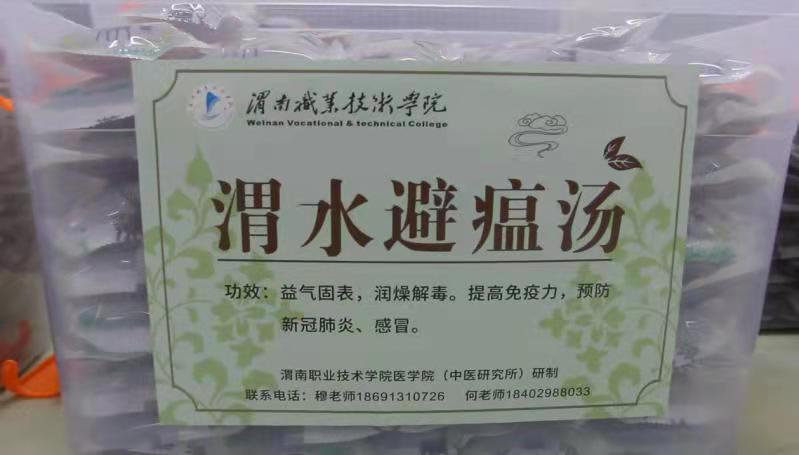 渭南職業技術學院
Weinan Vocational & technical College
渭水避瘟汤
功效：益气固表，润燥解毒。提高免疫力，预防
新冠肺炎、感冒。
渭南职业技术学院医学院（中医研究所）研制
联系电话：穆老师18691310726 何老师18402988033